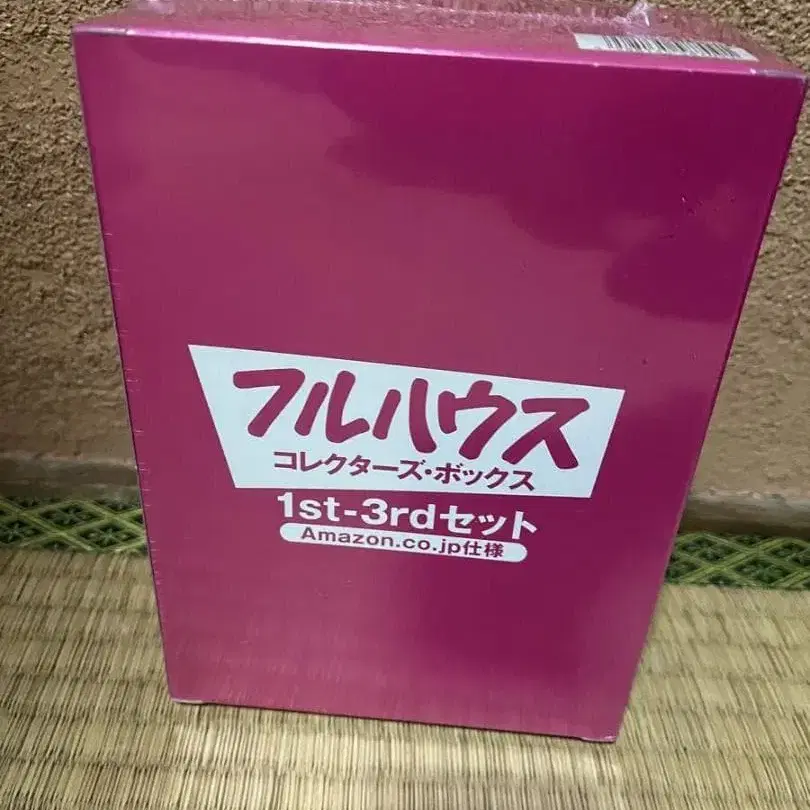 フルハウス
コレクターズ・ボックス
1st-3rdセット
Amazon.co.jp仕様